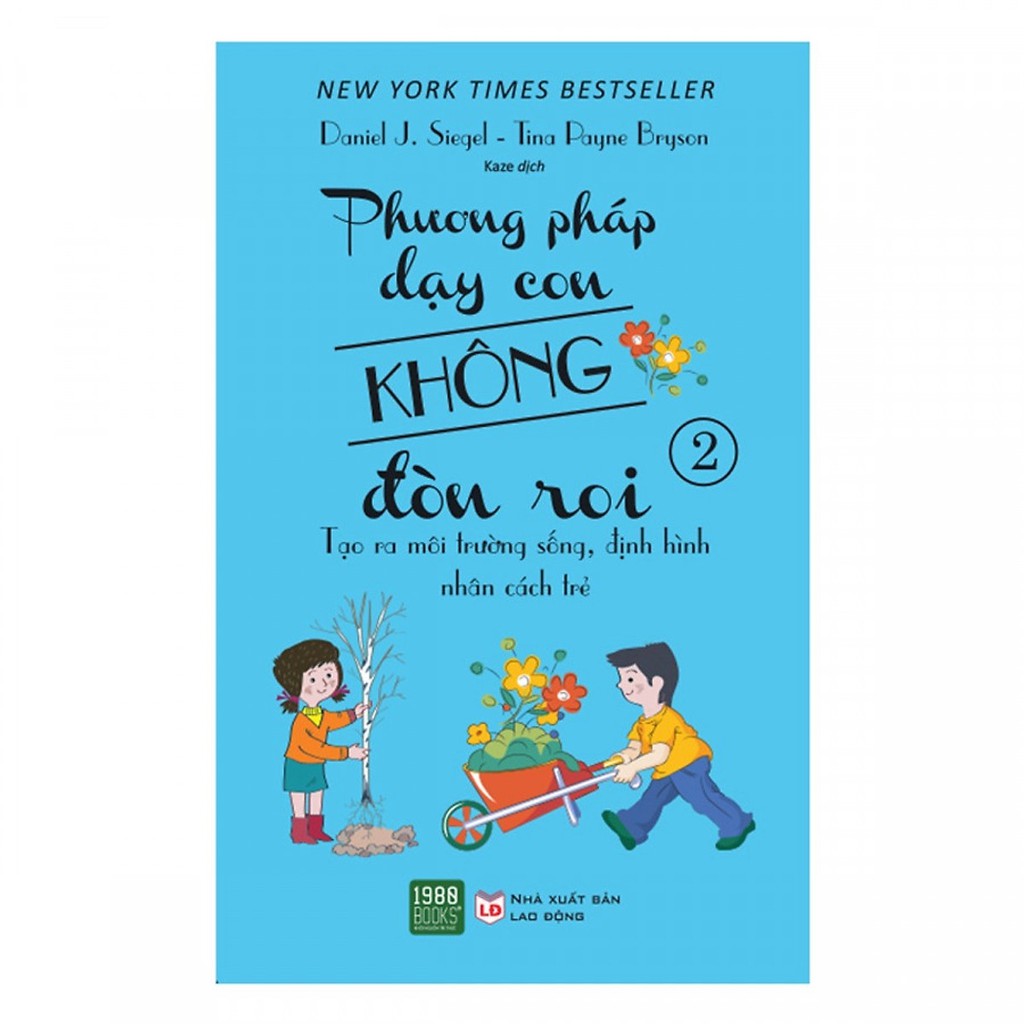 NEW YORK TIMES BESTSELLER
Daniel J. Siegel - Tina Payne Bryson
Kaze dịch
Phương pháp
dạy con
KHÔNG
đòn roi
2
Tạo ra môi trường sống, định hình
nhân cách trẻ
1980
BOOKS
LĐ
NHÀ XUẤT BẢN
LAO ĐỘNG